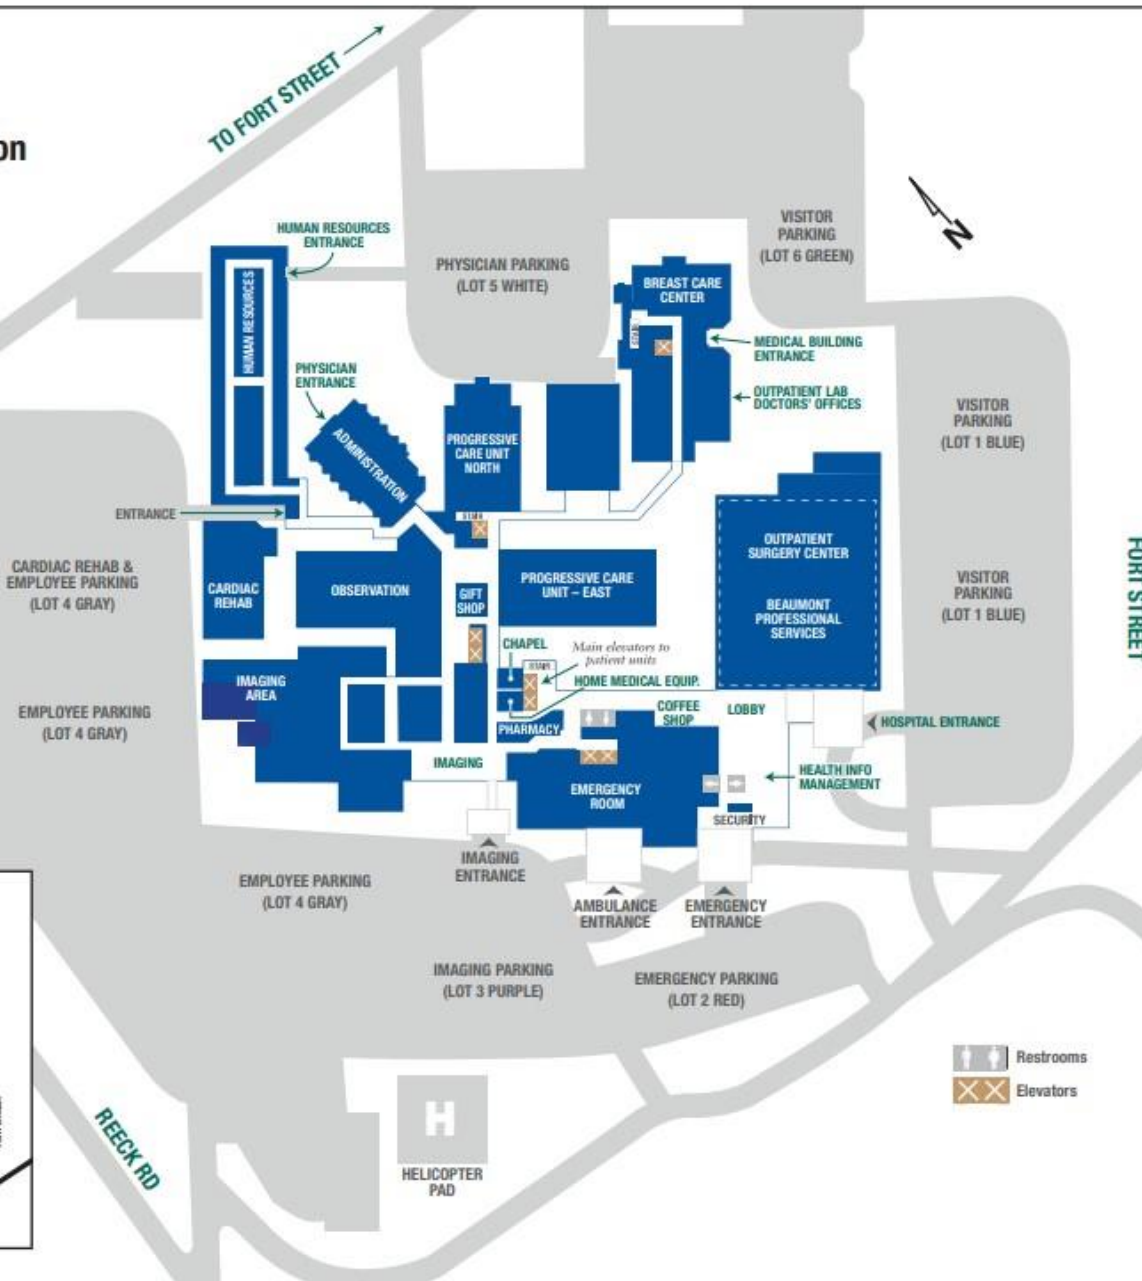 on
TO FORT STREET
HUMAN RESOURCES
ENTRANCE
HUMAN RESOURCES
PHYSICIAN PARKING
(LOT 5 WHITE)
VISITOR
PARKING
(LOT 6 GREEN)
N
BREAST CARE
CENTER
STAIR
MEDICAL BUILDING
ENTRANCE
OUTPATIENT LAB
DOCTORS' OFFICES
PHYSICIAN
ENTRANCE
ADMINISTRATION
PROGRESSIVE
CARE UNIT
NORTH
STAIR
VISITOR
PARKING
(LOT 1 BLUE)
ENTRANCE
CARDIAC REHAB &
EMPLOYEE PARKING
(LOT 4 GRAY)
CARDIAC
REHAB
OBSERVATION
GIFT
SHOP
PROGRESSIVE CARE
UNIT – EAST
OUTPATIENT
SURGERY CENTER
BEAUMONT
PROFESSIONAL
SERVICES
VISITOR
PARKING
(LOT 1 BLUE)
FORT STREET
CHAPEL
Main elevators to
patient units
STAIR
HOME MEDICAL EQUIP.
IMAGING
AREA
EMPLOYEE PARKING
(LOT 4 GRAY)
PHARMACY
COFFEE
SHOP
LOBBY
HOSPITAL ENTRANCE
IMAGING
EMERGENCY
ROOM
HEALTH INFO
MANAGEMENT
SECURITY
IMAGING
ENTRANCE
EMPLOYEE PARKING
(LOT 4 GRAY)
AMBULANCE
ENTRANCE
EMERGENCY
ENTRANCE
IMAGING PARKING
(LOT 3 PURPLE)
EMERGENCY PARKING
(LOT 2 RED)
Restrooms
Elevators
REECK RD
H
HELICOPTER
PAD